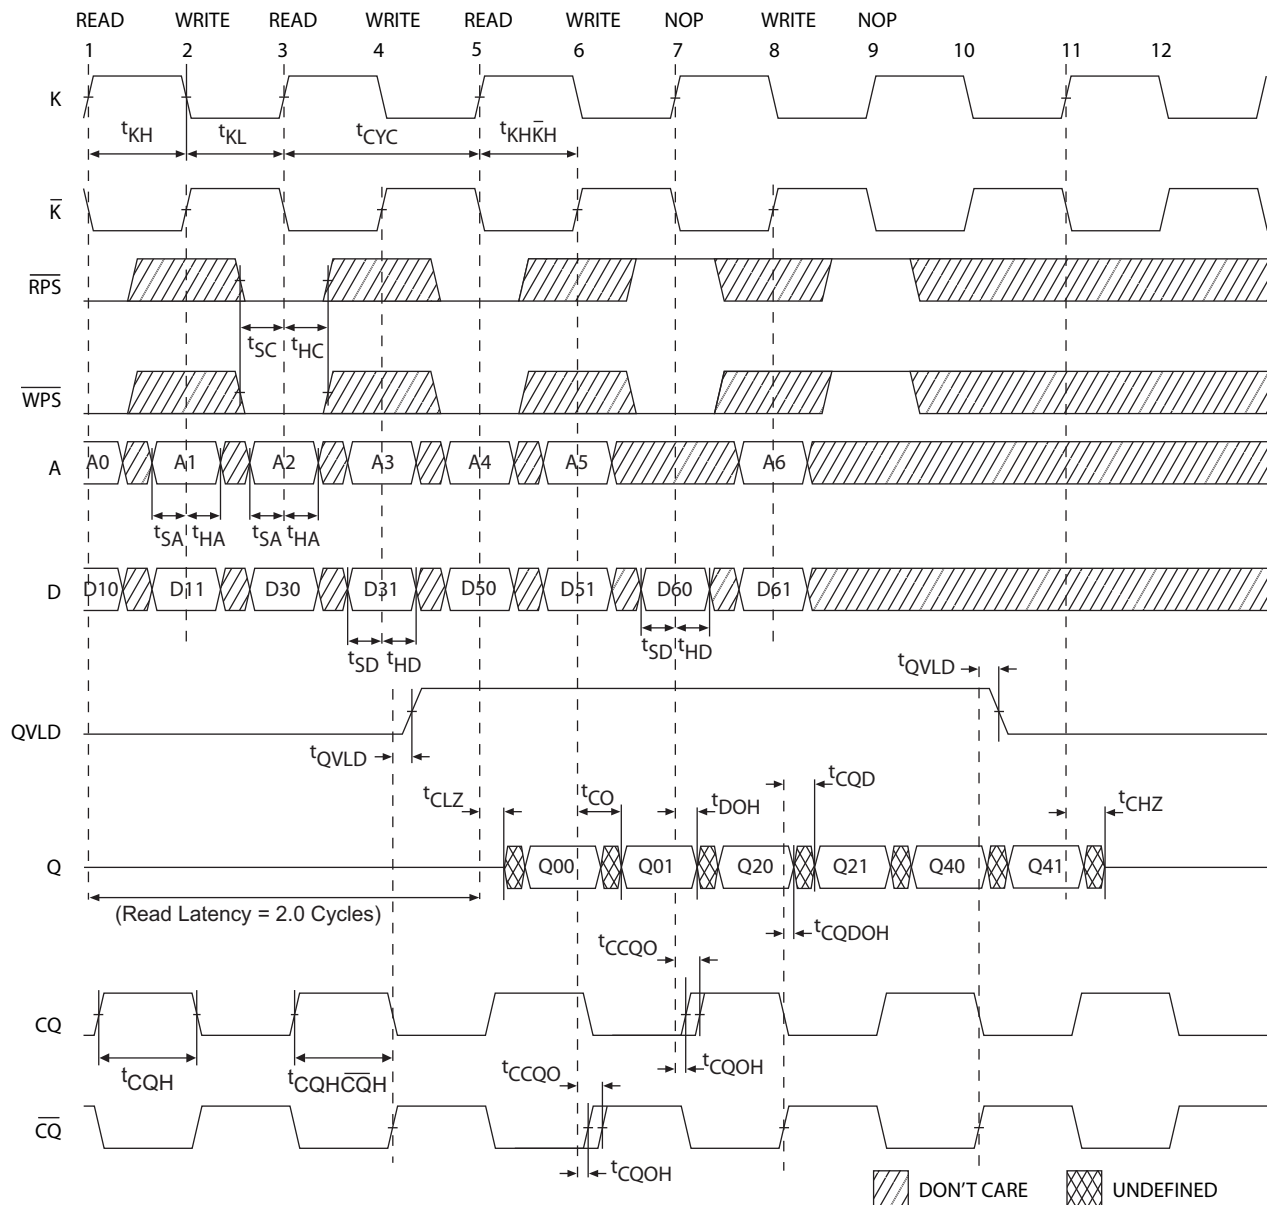 READ WRITE READ WRITE READ WRITE NOP WRITE NOP
1 2 3 4 5 6 7 8 9 10 11 12
K
tKH tKL tCYC tKHK̅H
K̅
R̅P̅S̅
tSC tHC
W̅P̅S̅
A A0 A1 A2 A3 A4 A5 A6
tSA tHA tSA tHA
D D10 D11 D30 D31 D50 D51 D60 D61
tSD tHD tSD tHD
tQVLD
QVLD
tQVLD
tCLZ tCO tDOH tCQD tCHZ
Q Q00 Q01 Q20 Q21 Q40 Q41
(Read Latency = 2.0 Cycles)
tCQDOH
tCCQO
CQ
tCQH tCQHC̅Q̅H tCCQO tCQOH
C̅Q̅
tCQOH
DON'T CARE UNDEFINED